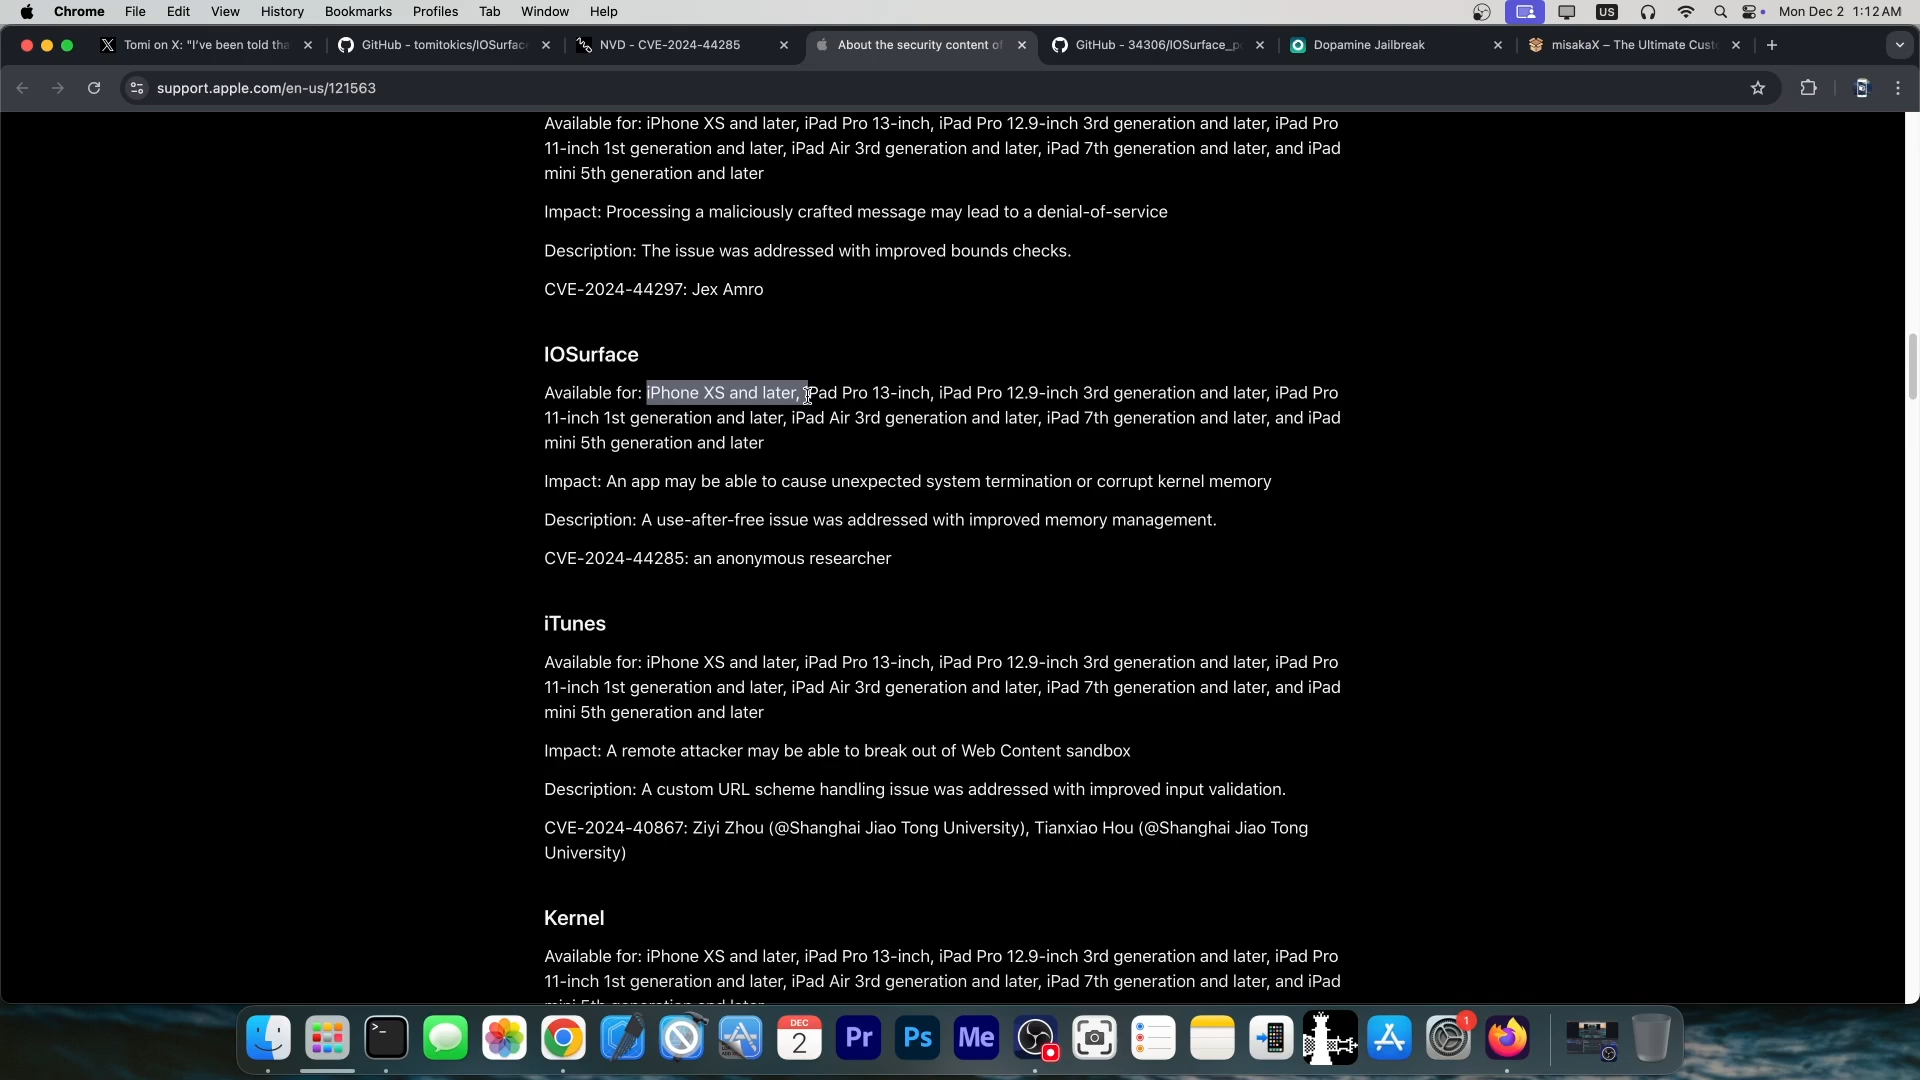 Chrome File Edit View History Bookmarks Profiles Tab Window Help US Mon Dec 2 1:12 AM
Tomi on X: "I've been told tha GitHub - tomitokics/IOSurfac NVD - CVE-2024-44285 About the security content of GitHub - 34306/IOSurface_p Dopamine Jailbreak misakaX – The Ultimate Cust
support.apple.com/en-us/121563
Available for: iPhone XS and later, iPad Pro 13-inch, iPad Pro 12.9-inch 3rd generation and later, iPad Pro
11-inch 1st generation and later, iPad Air 3rd generation and later, iPad 7th generation and later, and iPad
mini 5th generation and later
Impact: Processing a maliciously crafted message may lead to a denial-of-service
Description: The issue was addressed with improved bounds checks.
CVE-2024-44297: Jex Amro
IOSurface
Available for: iPhone XS and later, iPad Pro 13-inch, iPad Pro 12.9-inch 3rd generation and later, iPad Pro
11-inch 1st generation and later, iPad Air 3rd generation and later, iPad 7th generation and later, and iPad
mini 5th generation and later
Impact: An app may be able to cause unexpected system termination or corrupt kernel memory
Description: A use-after-free issue was addressed with improved memory management.
CVE-2024-44285: an anonymous researcher
iTunes
Available for: iPhone XS and later, iPad Pro 13-inch, iPad Pro 12.9-inch 3rd generation and later, iPad Pro
11-inch 1st generation and later, iPad Air 3rd generation and later, iPad 7th generation and later, and iPad
mini 5th generation and later
Impact: A remote attacker may be able to break out of Web Content sandbox
Description: A custom URL scheme handling issue was addressed with improved input validation.
CVE-2024-40867: Ziyi Zhou (@Shanghai Jiao Tong University), Tianxiao Hou (@Shanghai Jiao Tong
University)
Kernel
Available for: iPhone XS and later, iPad Pro 13-inch, iPad Pro 12.9-inch 3rd generation and later, iPad Pro
11-inch 1st generation and later, iPad Air 3rd generation and later, iPad 7th generation and later, and iPad
mini 5th generation and later
DEC
2
Pr
Ps
Me
1